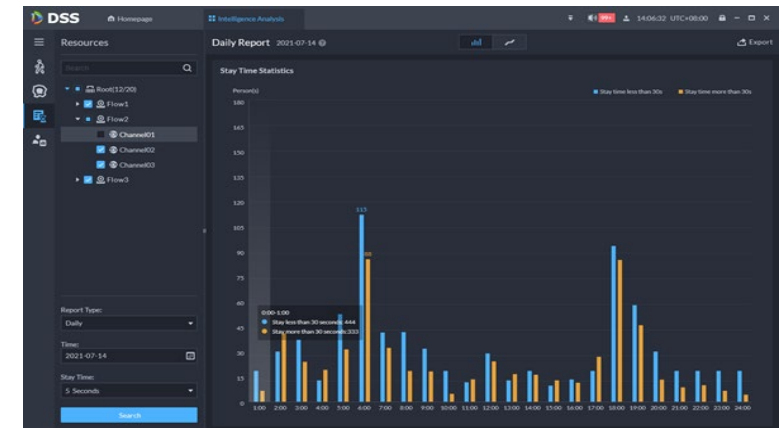 DSS
Homepage
Intelligence Analysis
99+
14:06:32 UTC+08:00
Resources
Daily Report 2021-07-14
Export
Search
Root(12/20)
Flow1
Flow2
Channel01
Channel02
Channel03
Flow3
Report Type:
Daily
Time:
2021-07-14
Stay Time:
5 Seconds
Search
Stay Time Statistics
Person(s)
Stay time less than 30s
Stay time more than 30s
180
165
150
135
120
105
90
75
60
45
30
15
0
115
0:00-1:00
Stay less than 30 seconds: 444
Stay more than 30 seconds: 333
1:00 2:00 3:00 4:00 5:00 6:00 7:00 8:00 9:00 10:00 11:00 12:00 13:00 14:00 15:00 16:00 17:00 18:00 19:00 20:00 21:00 22:00 23:00 24:00